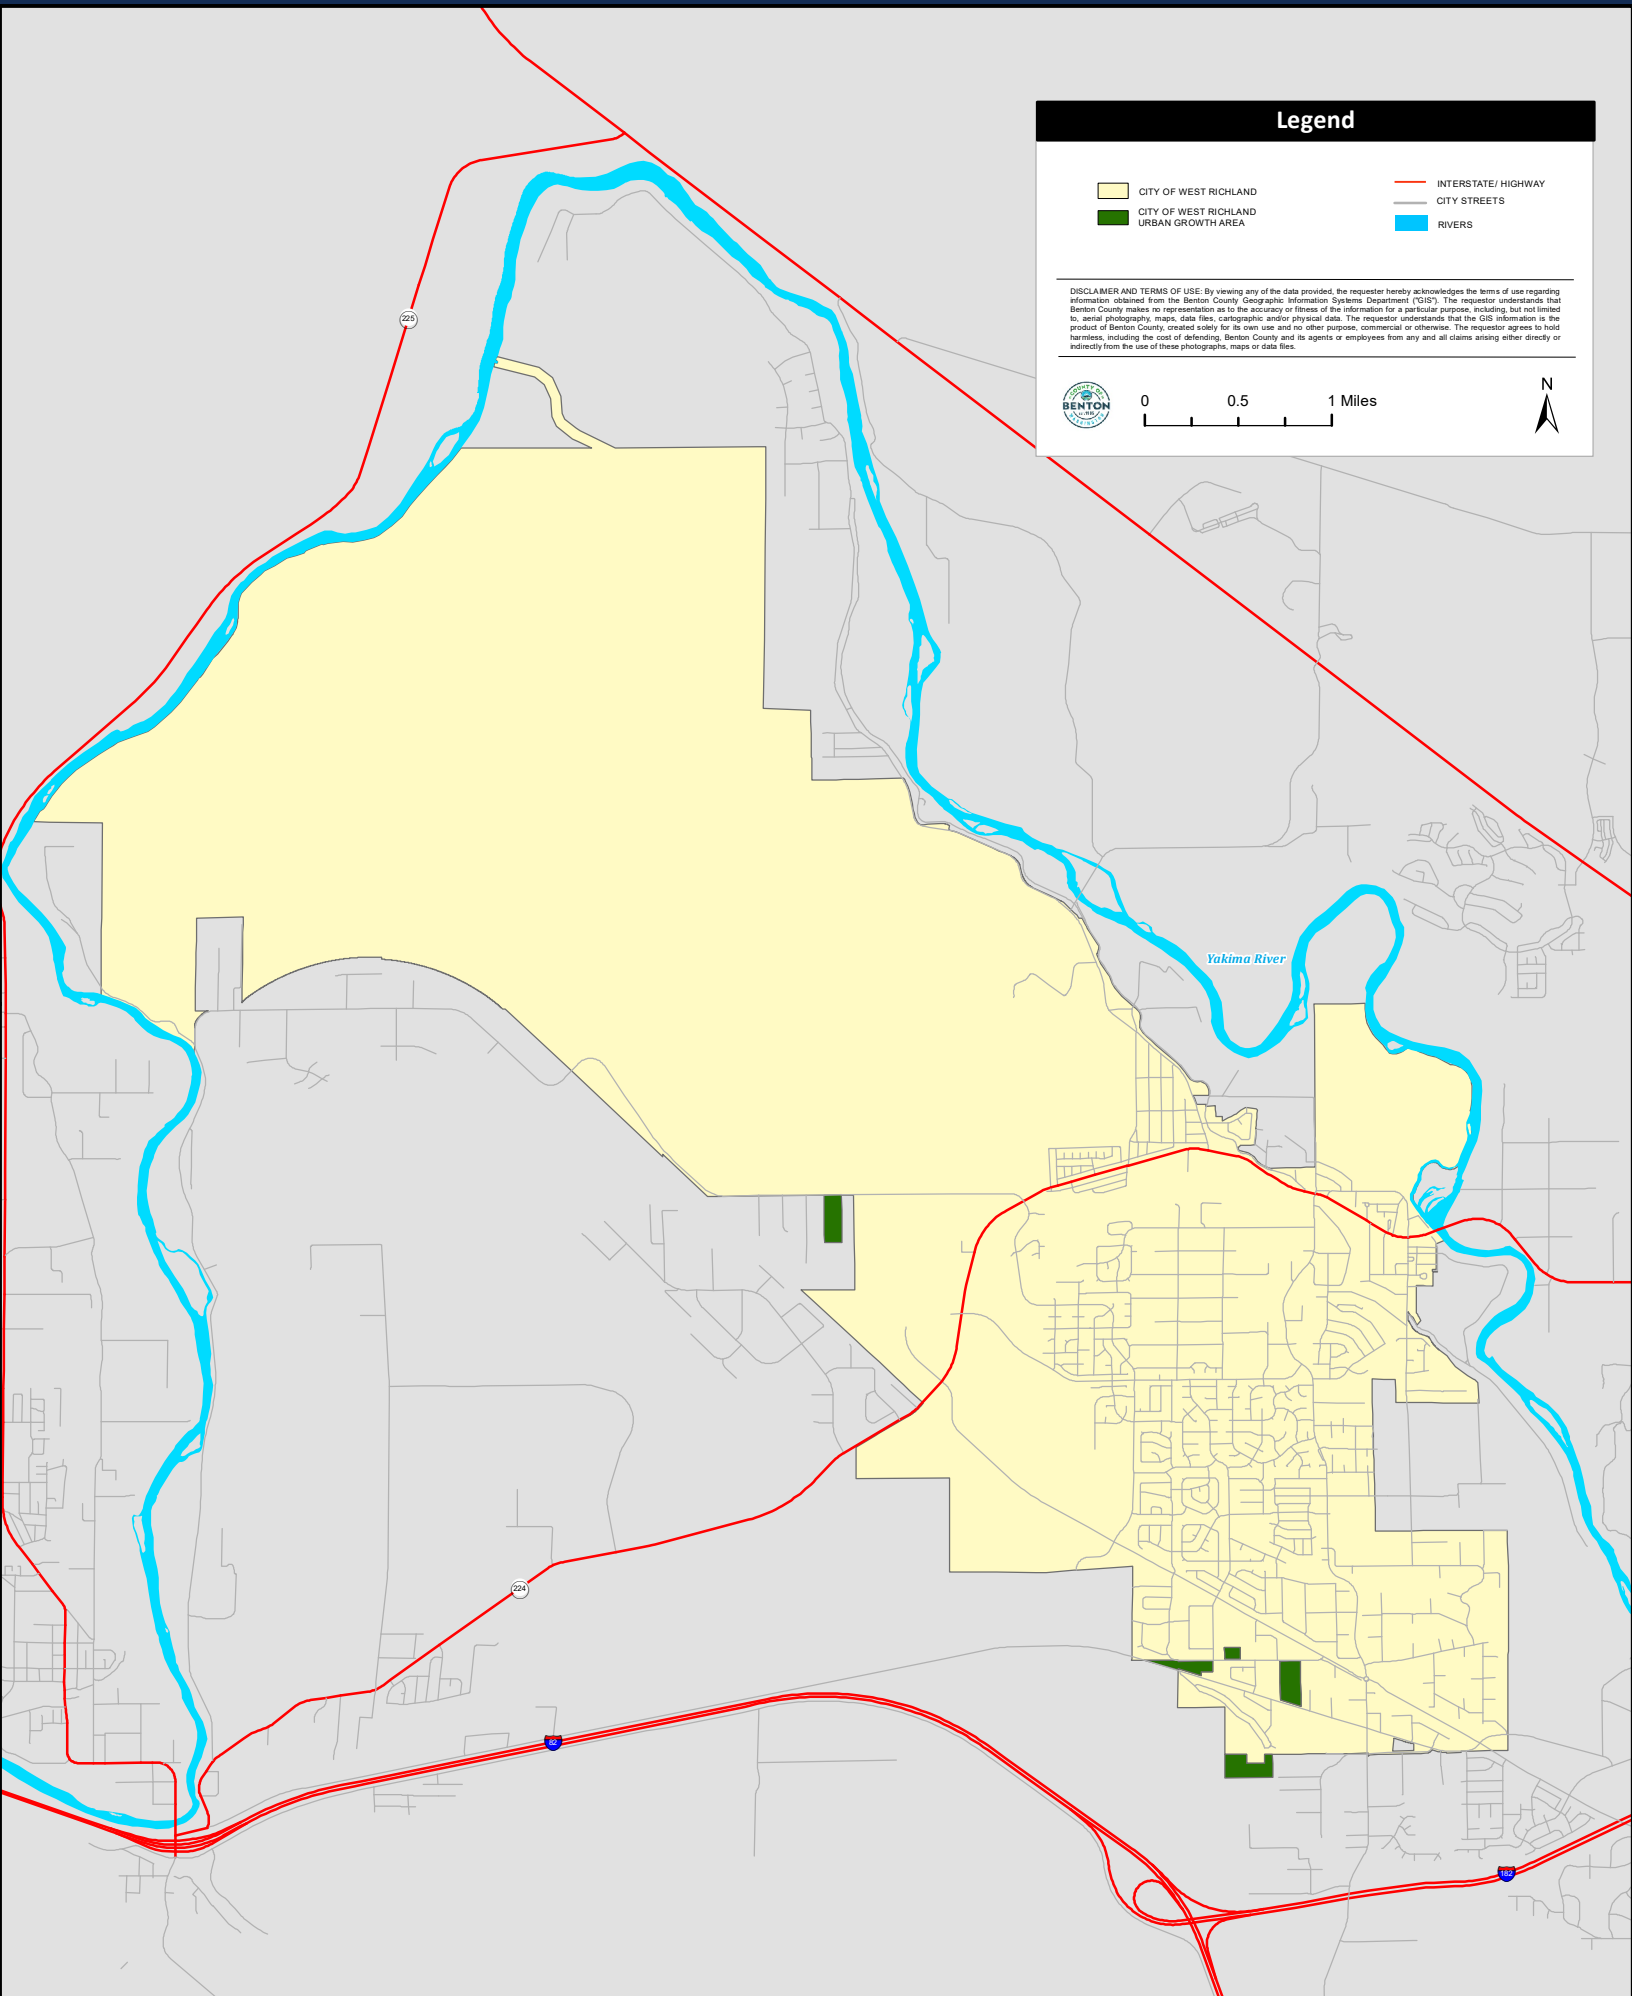 Legend
CITY OF WEST RICHLAND
CITY OF WEST RICHLAND
URBAN GROWTH AREA
INTERSTATE/ HIGHWAY
CITY STREETS
RIVERS
DISCLAIMER AND TERMS OF USE: By viewing any of the data provided, the requester hereby acknowledges the terms of use regarding
information obtained from the Benton County Geographic Information Systems Department ("GIS"). The requestor understands that
Benton County makes no representation as to the accuracy or fitness of the information for a particular purpose, including, but not limited
to, aerial photography, maps, data files, cartographic and/or physical data. The requestor understands that the GIS information is the
product of Benton County, created solely for its own use and no other purpose, commercial or otherwise. The requestor agrees to hold
harmless, including the cost of defending, Benton County and its agents or employees from any and all claims arising either directly or
indirectly from the use of these photographs, maps or data files.
COUNTY OF
BENTON
WASHINGTON
0 0.5 1 Miles
N
225
Yakima River
224
82
182